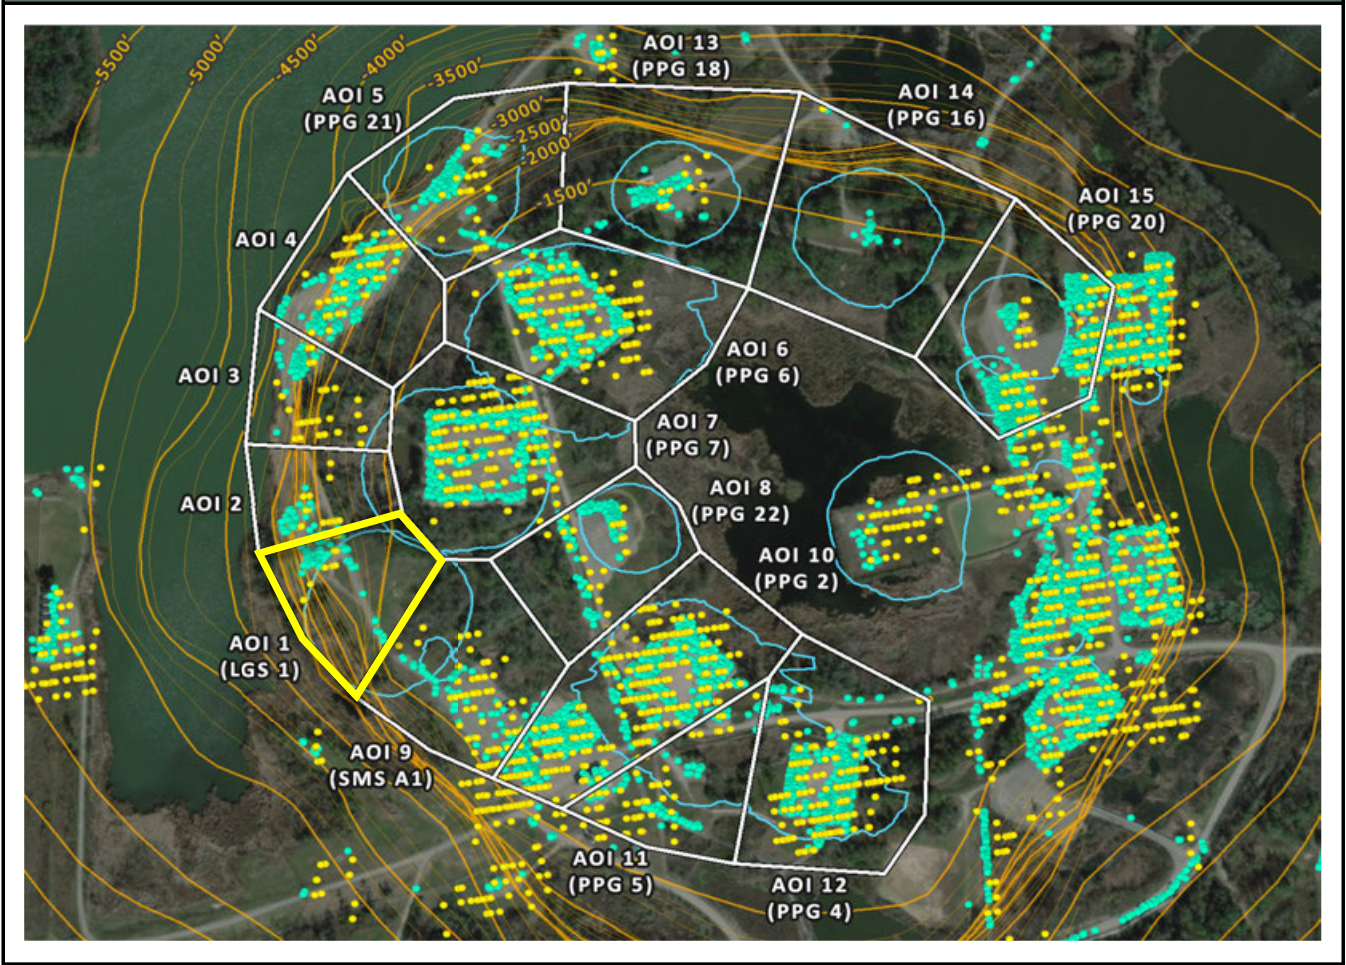 -5500'
-5000'
-4500'
-4000'
-3500'
-3000'
-2500'
-2000'
-1500'
AOI 13
(PPG 18)
AOI 5
(PPG 21)
AOI 14
(PPG 16)
AOI 15
(PPG 20)
AOI 4
AOI 6
(PPG 6)
AOI 3
AOI 7
(PPG 7)
AOI 2
AOI 8
(PPG 22)
AOI 10
(PPG 2)
AOI 1
(LGS 1)
AOI 9
(SMS A1)
AOI 11
(PPG 5)
AOI 12
(PPG 4)